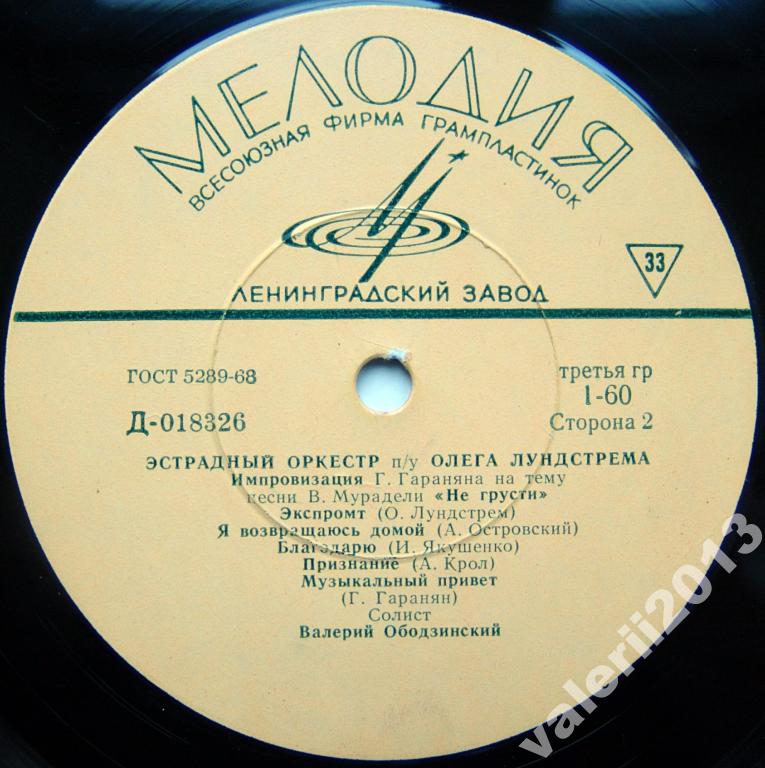 МЕЛОДИЯ
ВСЕСОЮЗНАЯ ФИРМА ГРАМПЛАСТИНОК
ЛЕНИНГРАДСКИЙ ЗАВОД
33
ГОСТ 5289-68
третья гр
1-60
Д-018326
Сторона 2
ЭСТРАДНЫЙ ОРКЕСТР п/у ОЛЕГА ЛУНДСТРЕМА
Импровизация Г. Гараняна на тему
песни В. Мурадели «Не грусти»
Экспромт (О. Лундстрем)
Я возвращаюсь домой (А. Островский)
Благодарю (И. Якушенко)
Признание (А. Крол)
Музыкальный привет
(Г. Гаранян)
Солист
Валерий Ободзинский
valerii2013